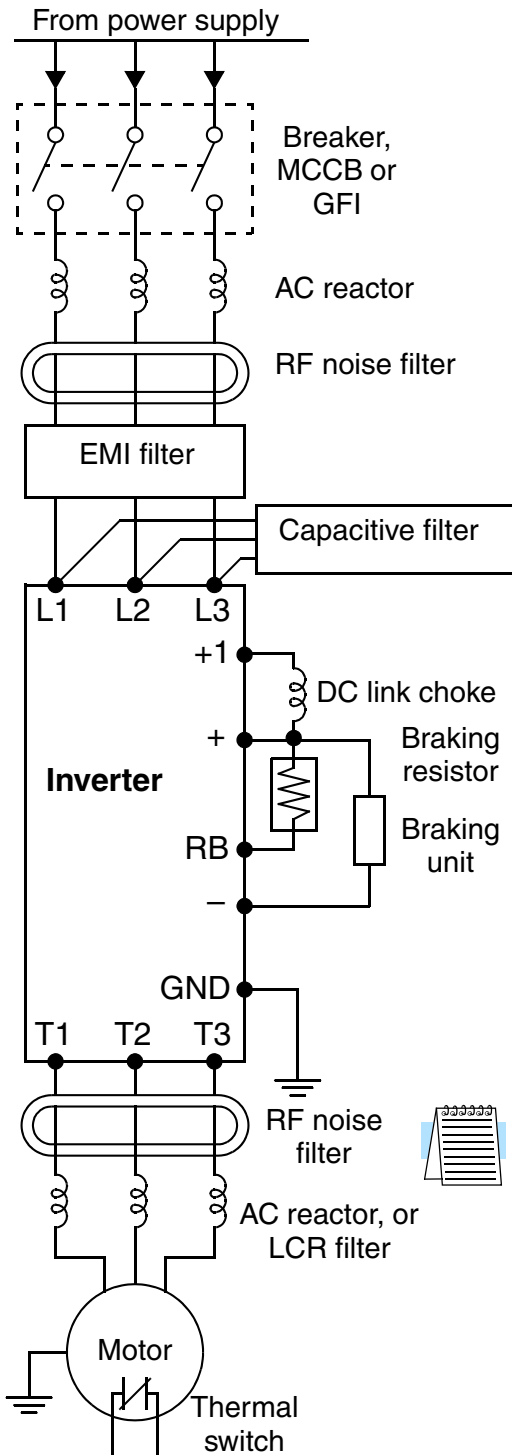 From power supply
Breaker,
MCCB or
GFI
AC reactor
RF noise filter
EMI filter
Capacitive filter
L1 L2 L3
+1
DC link choke
+
Braking
resistor
Inverter
Braking
unit
RB
–
GND
T1 T2 T3
RF noise
filter
AC reactor, or
LCR filter
Motor
Thermal
switch